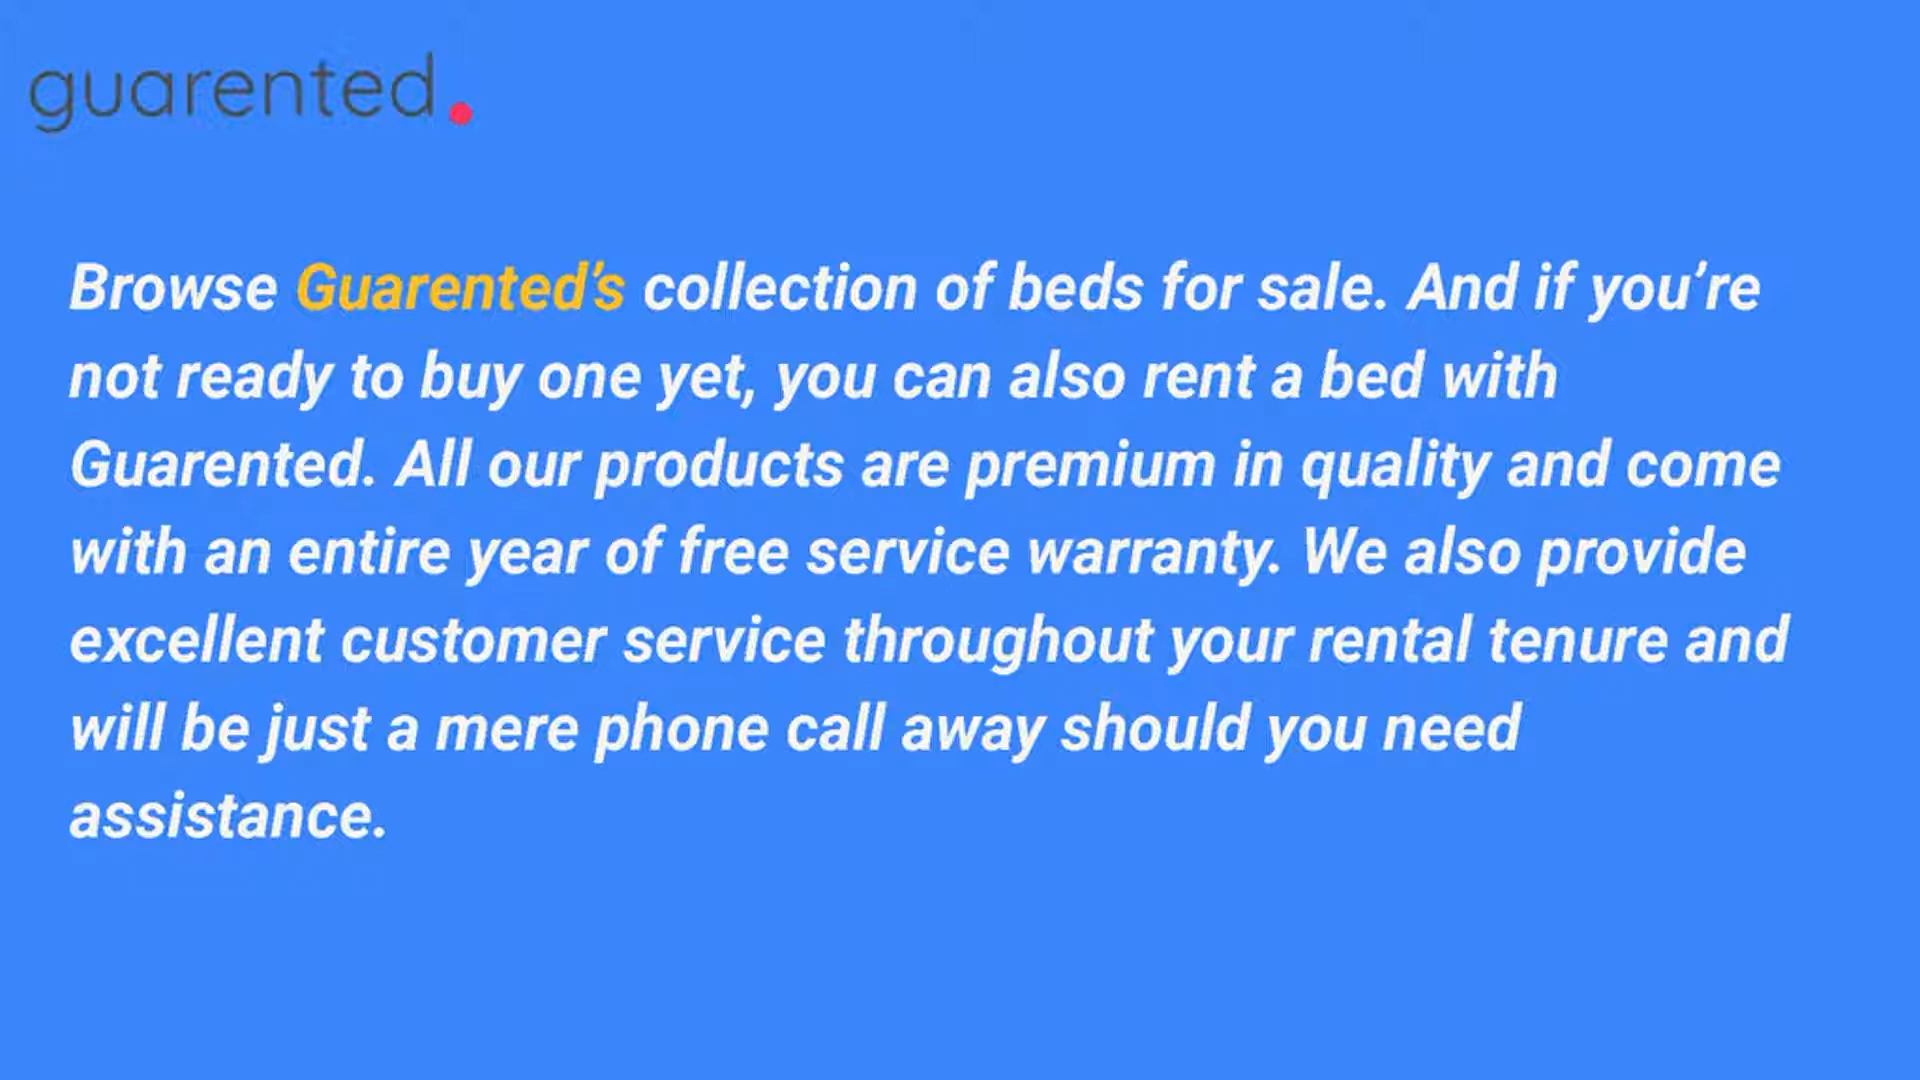 guarented.
Browse Guarented’s collection of beds for sale. And if you’re
not ready to buy one yet, you can also rent a bed with
Guarented. All our products are premium in quality and come
with an entire year of free service warranty. We also provide
excellent customer service throughout your rental tenure and
will be just a mere phone call away should you need
assistance.